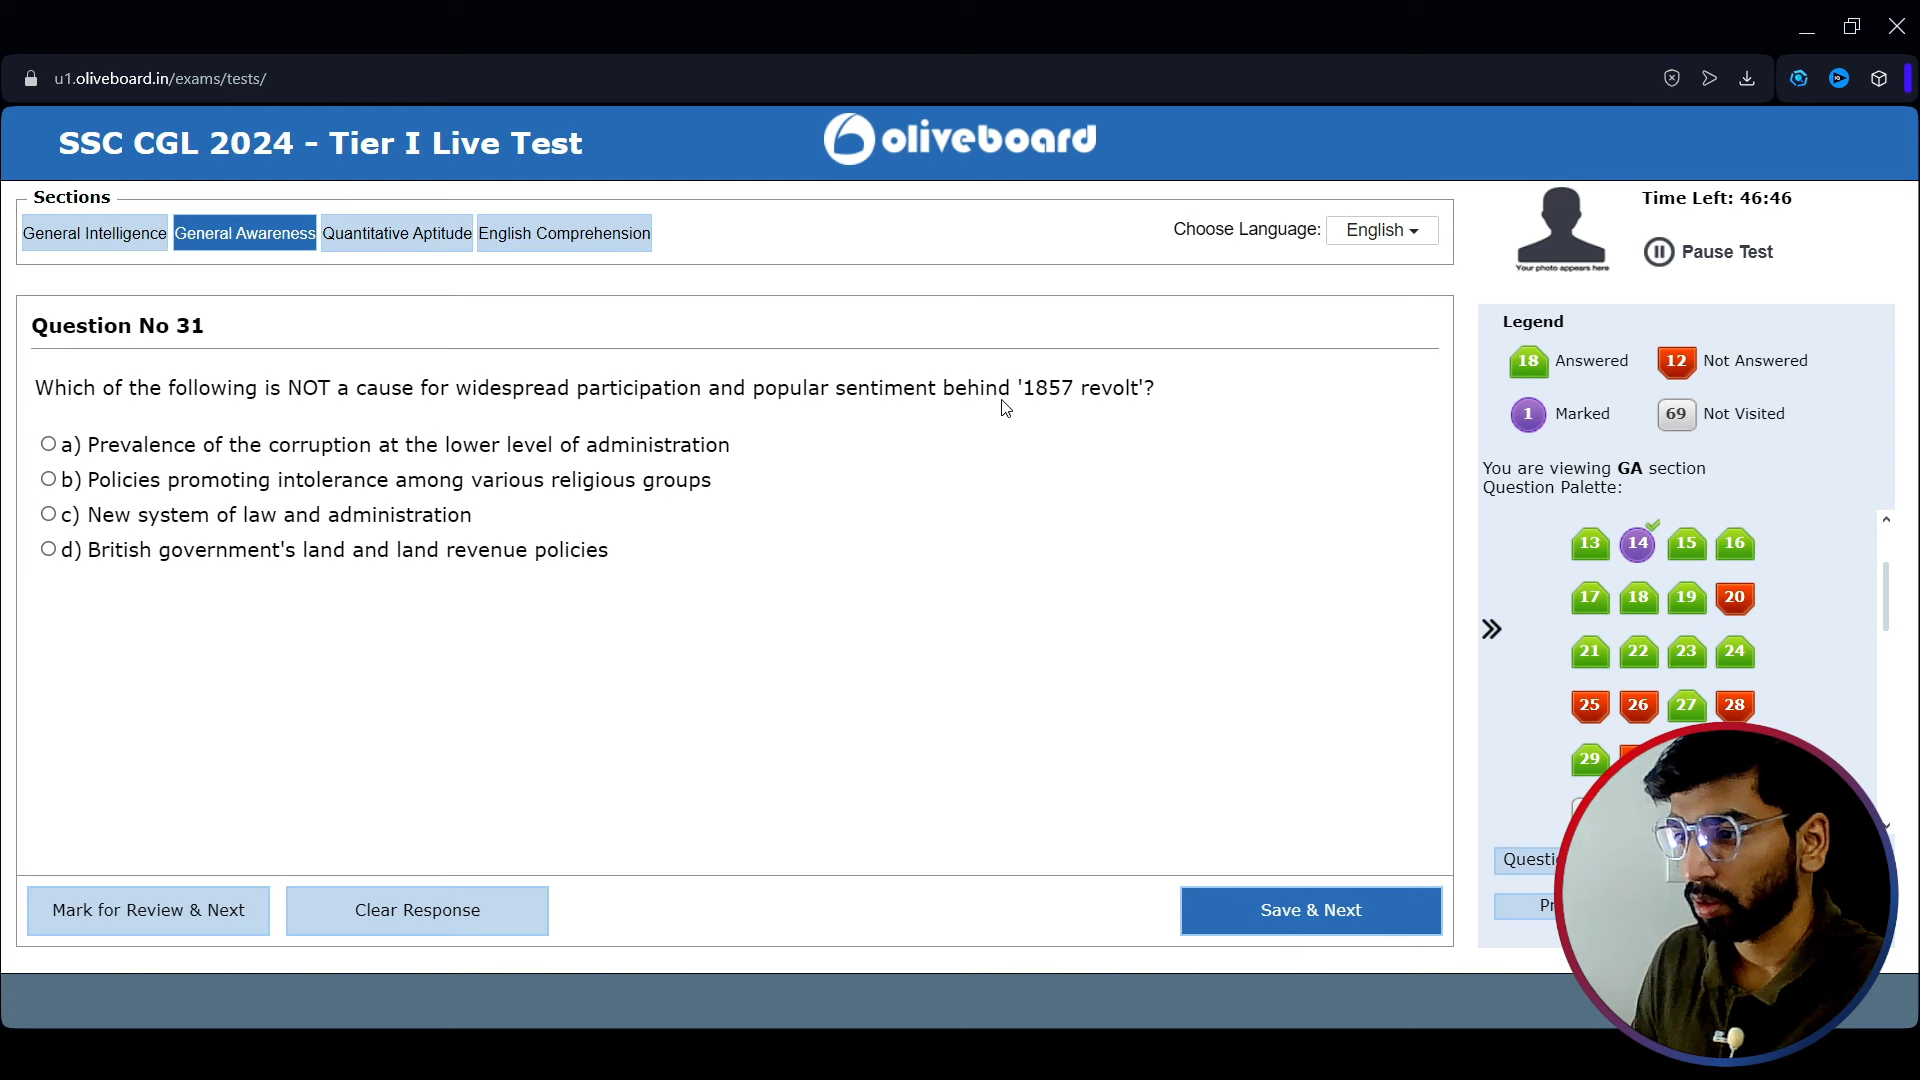 u1.oliveboard.in/exams/tests/
SSC CGL 2024 - Tier I Live Test
oliveboard
Sections
General Intelligence
General Awareness
Quantitative Aptitude
English Comprehension
Choose Language:
English
Your photo appears here
Time Left: 46:46
Pause Test
Question No 31
Which of the following is NOT a cause for widespread participation and popular sentiment behind '1857 revolt'?
a) Prevalence of the corruption at the lower level of administration
b) Policies promoting intolerance among various religious groups
c) New system of law and administration
d) British government's land and land revenue policies
Mark for Review & Next
Clear Response
Save & Next
Legend
18 Answered
12 Not Answered
1 Marked
69 Not Visited
You are viewing GA section
Question Palette:
13 14 15 16
17 18 19 20
21 22 23 24
25 26 27 28
29